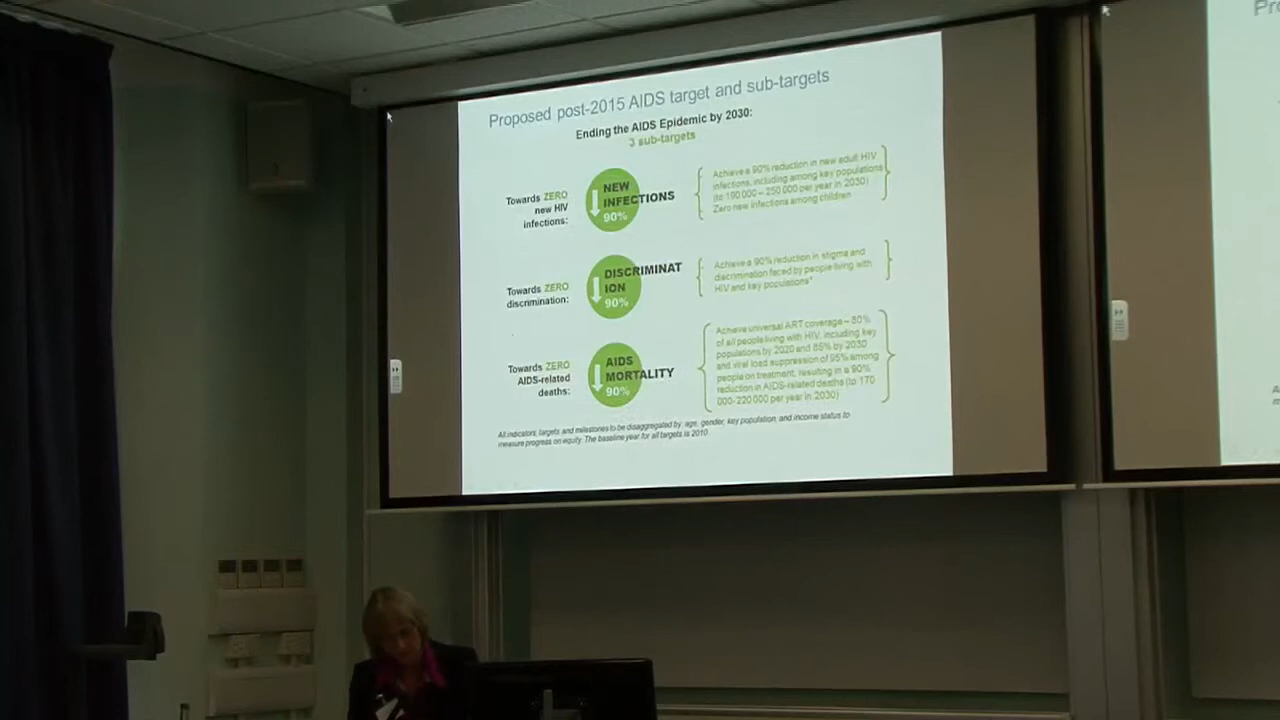 Proposed post-2015 AIDS target and sub-targets
Ending the AIDS Epidemic by 2030:
3 sub-targets
Towards ZERO
new HIV
infections:
NEW
INFECTIONS
90%
Achieve a 90% reduction in new adult HIV
infections, including among key populations
(to 190 000 – 250 000 per year in 2030)
Zero new infections among children
Towards ZERO
discrimination:
DISCRIMINAT
ION
90%
Achieve a 90% reduction in stigma and
discrimination faced by people living with
HIV and key populations*
Towards ZERO
AIDS-related
deaths:
AIDS
MORTALITY
90%
Achieve universal ART coverage – 80%
of all people living with HIV, including key
populations by 2020 and 85% by 2030
and viral load suppression of 95% among
people on treatment, resulting in a 90%
reduction in AIDS-related deaths (to 170
000-220 000 per year in 2030)
All indicators, targets and milestones to be disaggregated by: age, gender, key population, and income status to
measure progress on equity. The baseline year for all targets is 2010